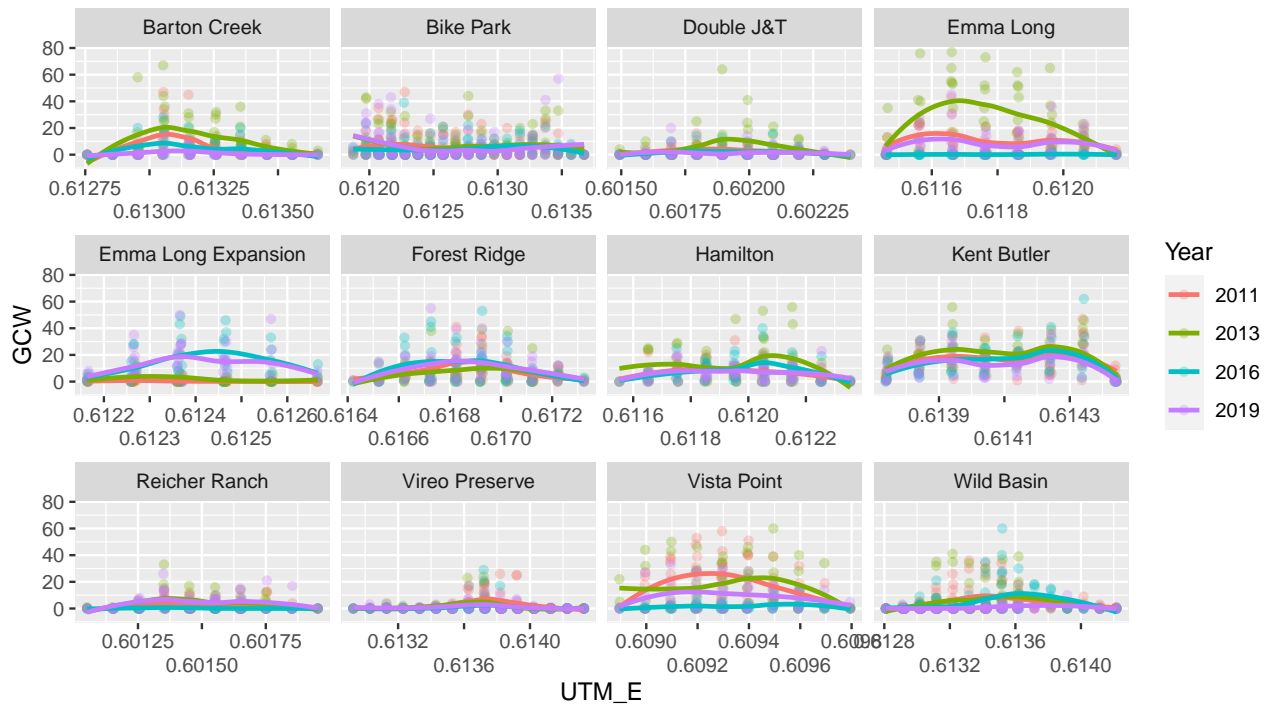 Barton Creek Bike Park Double J&T Emma Long
80
60
40
20
0
0.61275 0.61325 0.6120 0.6130 0.60150 0.60200 0.6116 0.6120
0.61300 0.61350 0.6125 0.6135 0.60175 0.60225 0.6118
Emma Long Expansion Forest Ridge Hamilton Kent Butler
80
60
40
20
0
0.6122 0.6124 0.6126 0.6164 0.6168 0.6172 0.6116 0.6120 0.6139 0.6143
0.6123 0.6125 0.6166 0.6170 0.6118 0.6122 0.6141
Reicher Ranch Vireo Preserve Vista Point Wild Basin
80
60
40
20
0
0.60125 0.60175 0.6132 0.6140 0.6090 0.6094 0.6098 0.6128 0.6136
0.60150 0.6136 0.6092 0.6096 0.6132 0.6140
UTM_E
GCW
Year
2011
2013
2016
2019